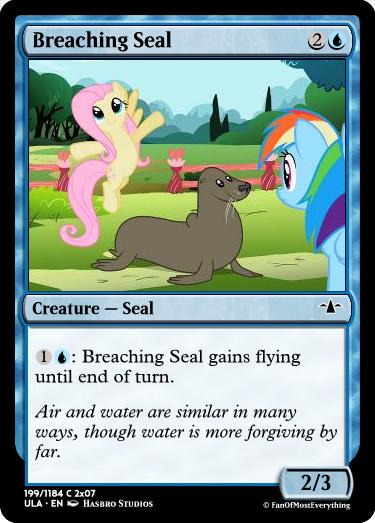 Breaching Seal 2
Creature — Seal
1: Breaching Seal gains flying
until end of turn.
Air and water are similar in many
ways, though water is more forgiving by
far.
2/3
199/1184 C 2x07
ULA • EN Hasbro Studios
© FanOfMostEverything